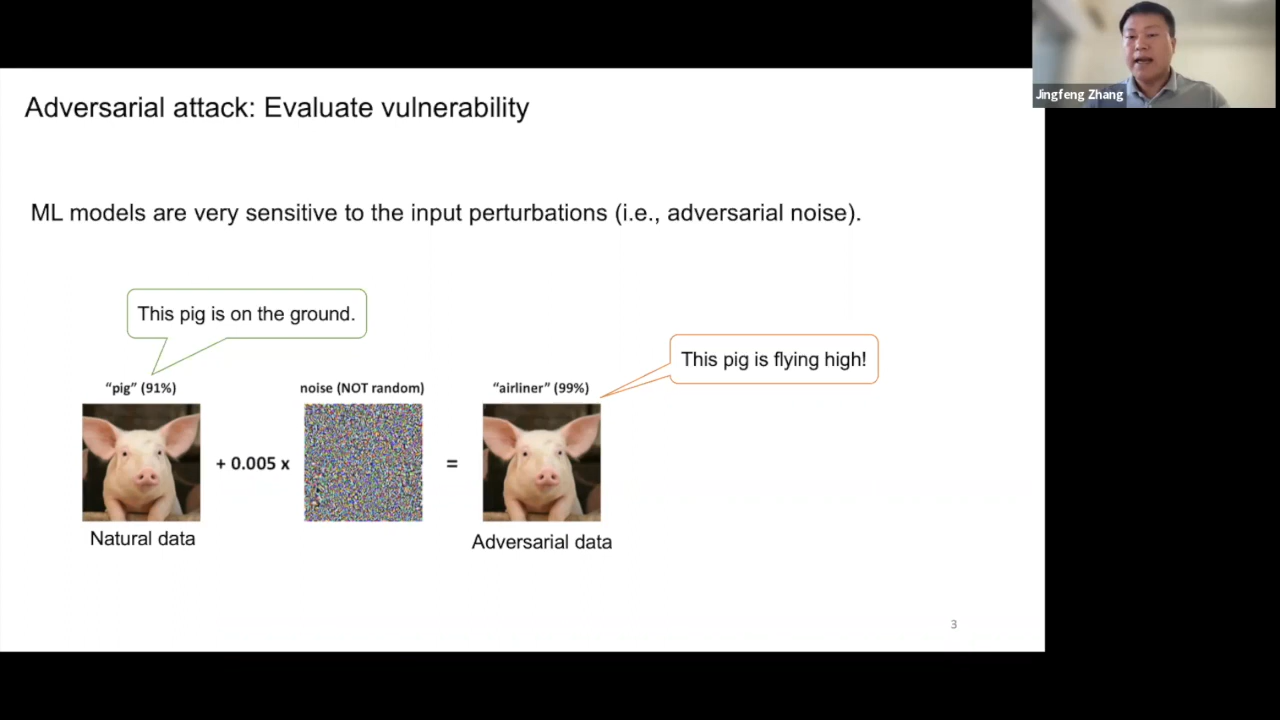 Jingfeng Zhang
Adversarial attack: Evaluate vulnerability
ML models are very sensitive to the input perturbations (i.e., adversarial noise).
This pig is on the ground.
This pig is flying high!
“pig” (91%)
noise (NOT random)
“airliner” (99%)
+ 0.005 x
=
Natural data
Adversarial data
3